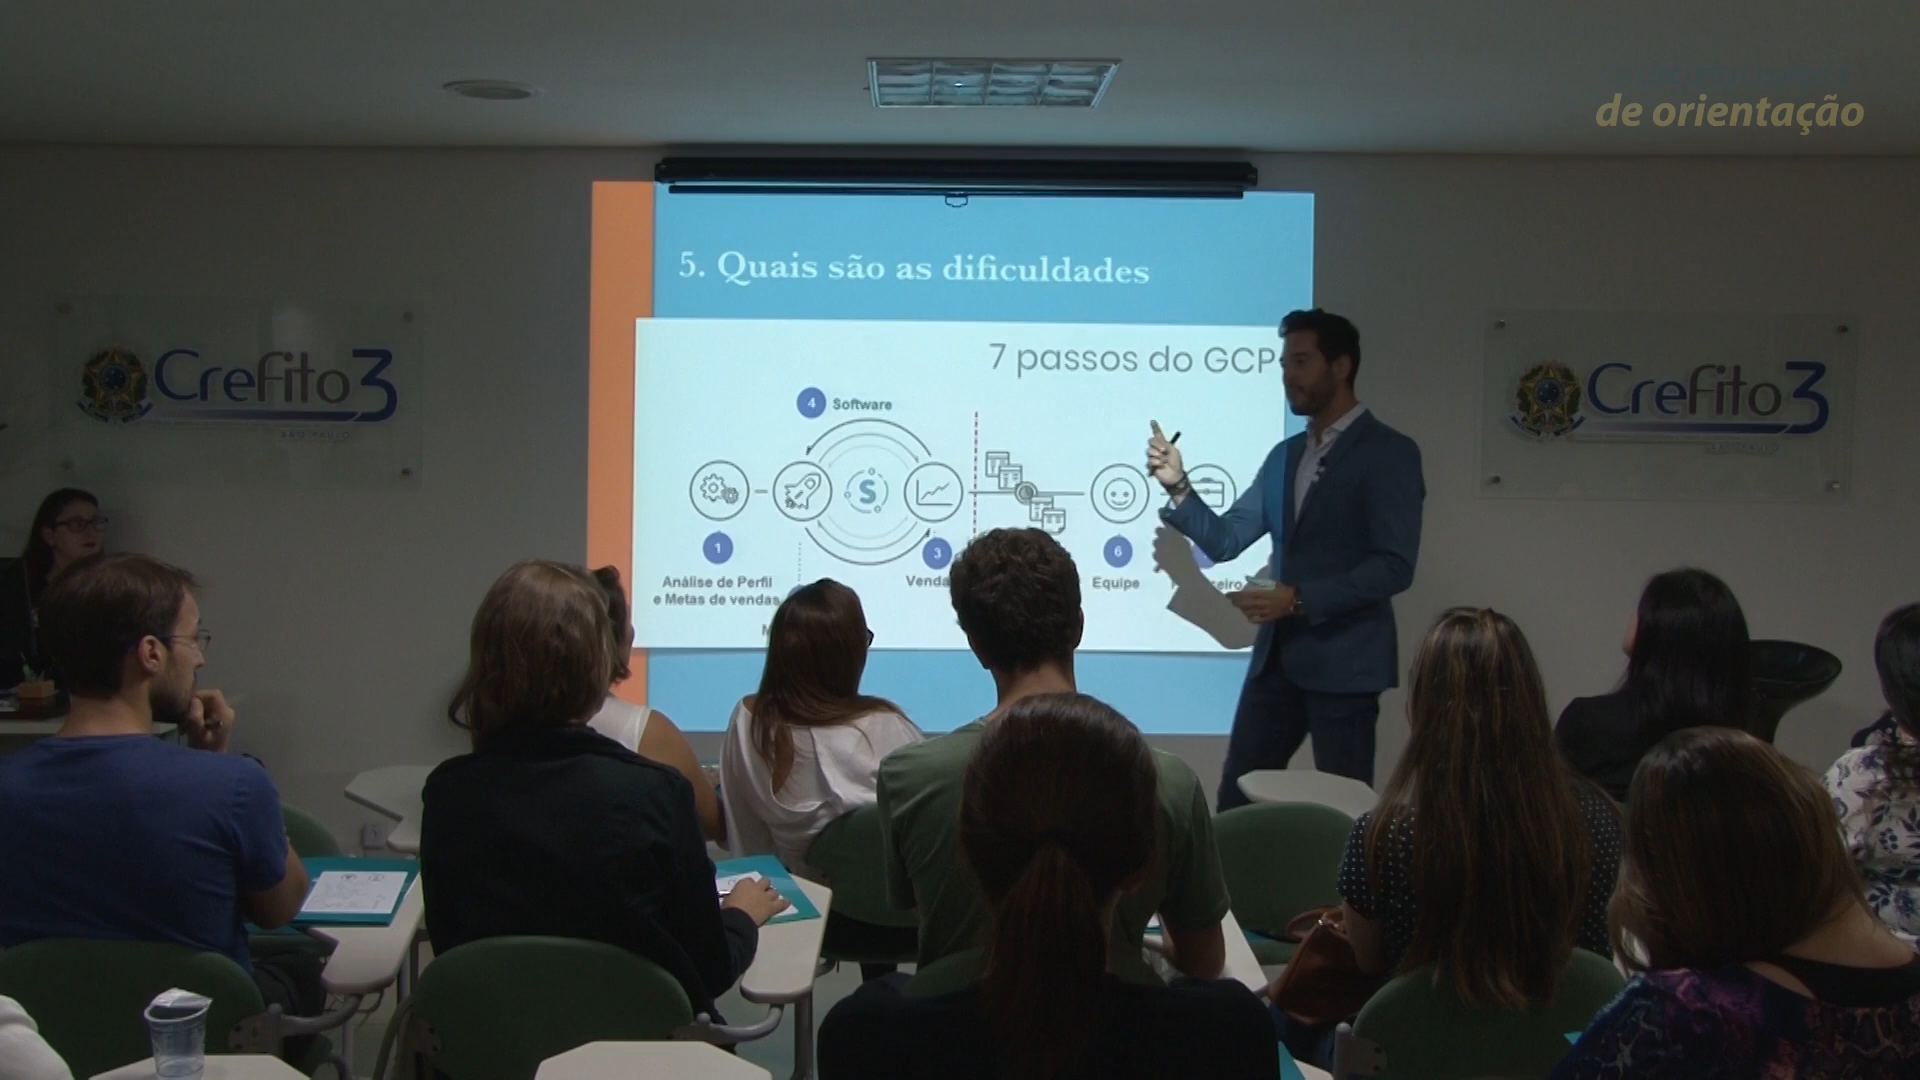 de orientação
5. Quais são as dificuldades
7 passos do GCP
4 Software
1
3
6
Análise de Perfil
e Metas de vendas
Equipe
Crefito3
Crefito3